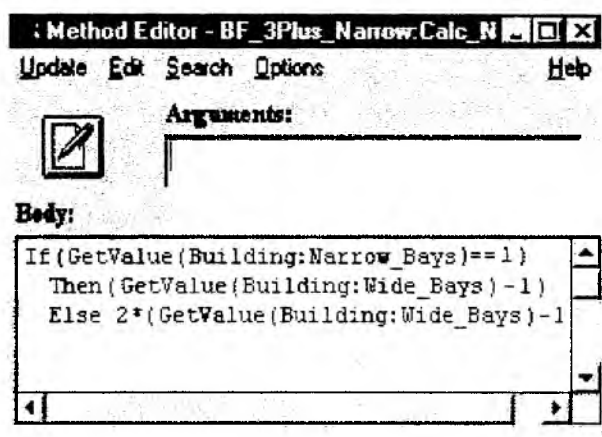 : Method Editor - BF_3Plus_Narrow:Calc_N
Update Edit Search Options Help
Arguments:
Body:
If(GetValue(Building:Narrow_Bays)==1)
Then(GetValue(Building:Wide_Bays)-1)
Else 2*(GetValue(Building:Wide_Bays)-1